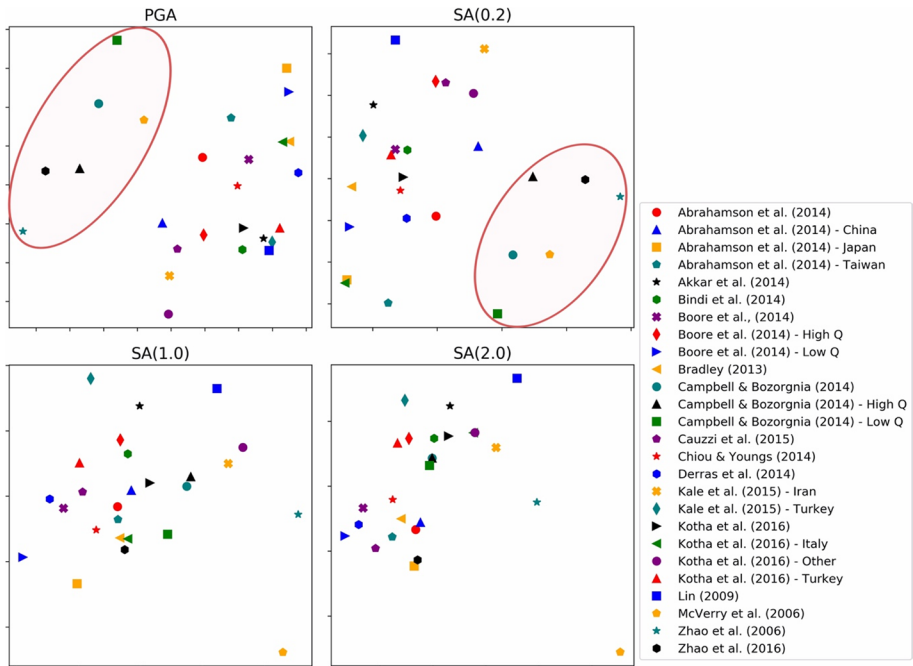 PGA
SA(0.2)
SA(1.0)
SA(2.0)
Abrahamson et al. (2014)
Abrahamson et al. (2014) - China
Abrahamson et al. (2014) - Japan
Abrahamson et al. (2014) - Taiwan
Akkar et al. (2014)
Bindi et al. (2014)
Boore et al., (2014)
Boore et al. (2014) - High Q
Boore et al. (2014) - Low Q
Bradley (2013)
Campbell & Bozorgnia (2014)
Campbell & Bozorgnia (2014) - High Q
Campbell & Bozorgnia (2014) - Low Q
Cauzzi et al. (2015)
Chiou & Youngs (2014)
Derras et al. (2014)
Kale et al. (2015) - Iran
Kale et al. (2015) - Turkey
Kotha et al. (2016)
Kotha et al. (2016) - Italy
Kotha et al. (2016) - Other
Kotha et al. (2016) - Turkey
Lin (2009)
McVerry et al. (2006)
Zhao et al. (2006)
Zhao et al. (2016)